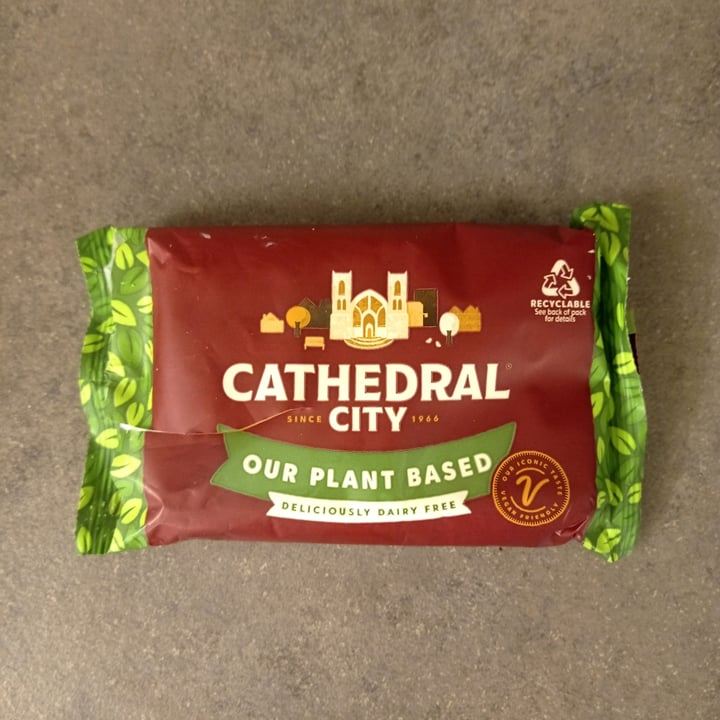 RECYCLABLE
See back of pack
for details
CATHEDRAL
SINCE CITY 1966
OUR PLANT BASED
DELICIOUSLY DAIRY FREE
OUR ICONIC TASTE
V
VEGAN FRIENDLY